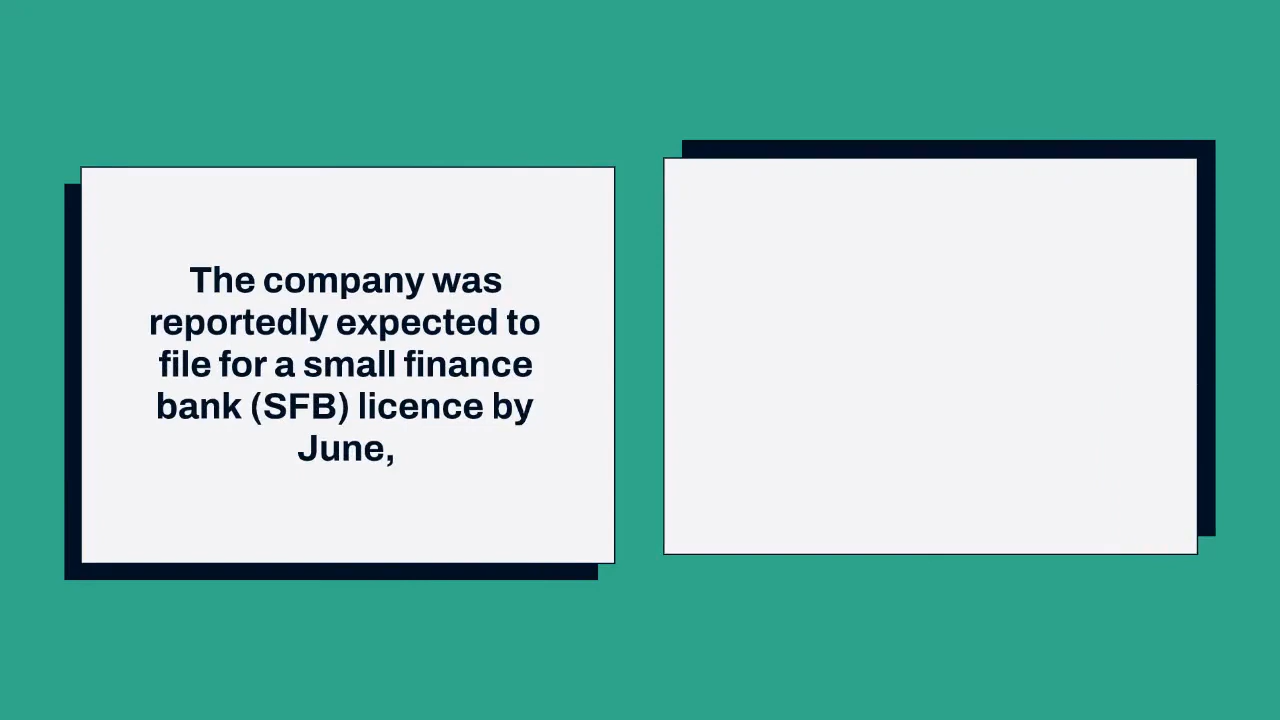 The company was
reportedly expected to
file for a small finance
bank (SFB) licence by
June,